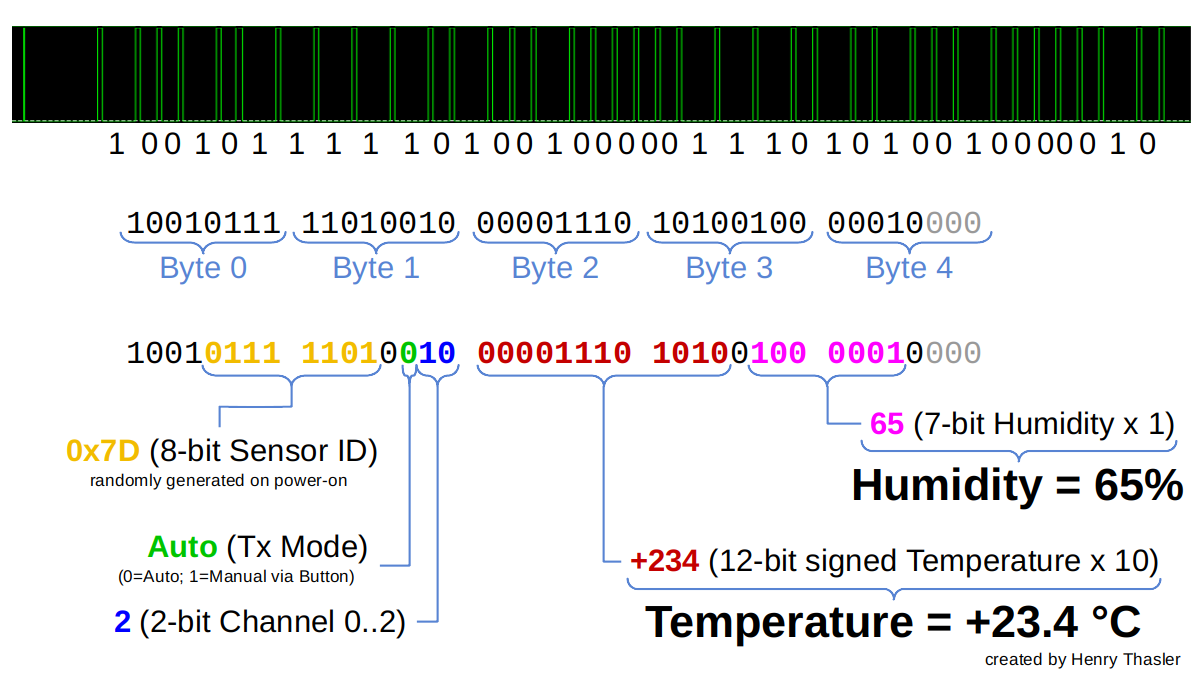 1 0 0 1 0 1 1 1 1 1 0 1 0 0 1 0 0 0 0 0 1 1 1 0 1 0 1 0 0 1 0 0 0 0 0 1 0
10010111 11010010 00001110 10100100 00010000
Byte 0 Byte 1 Byte 2 Byte 3 Byte 4
10010111 11010010 00001110 10100100 00010000
65 (7-bit Humidity x 1)
0x7D (8-bit Sensor ID)
randomly generated on power-on
Humidity = 65%
Auto (Tx Mode)
(0=Auto; 1=Manual via Button)
+234 (12-bit signed Temperature x 10)
2 (2-bit Channel 0..2)
Temperature = +23.4 °C
created by Henry Thasler